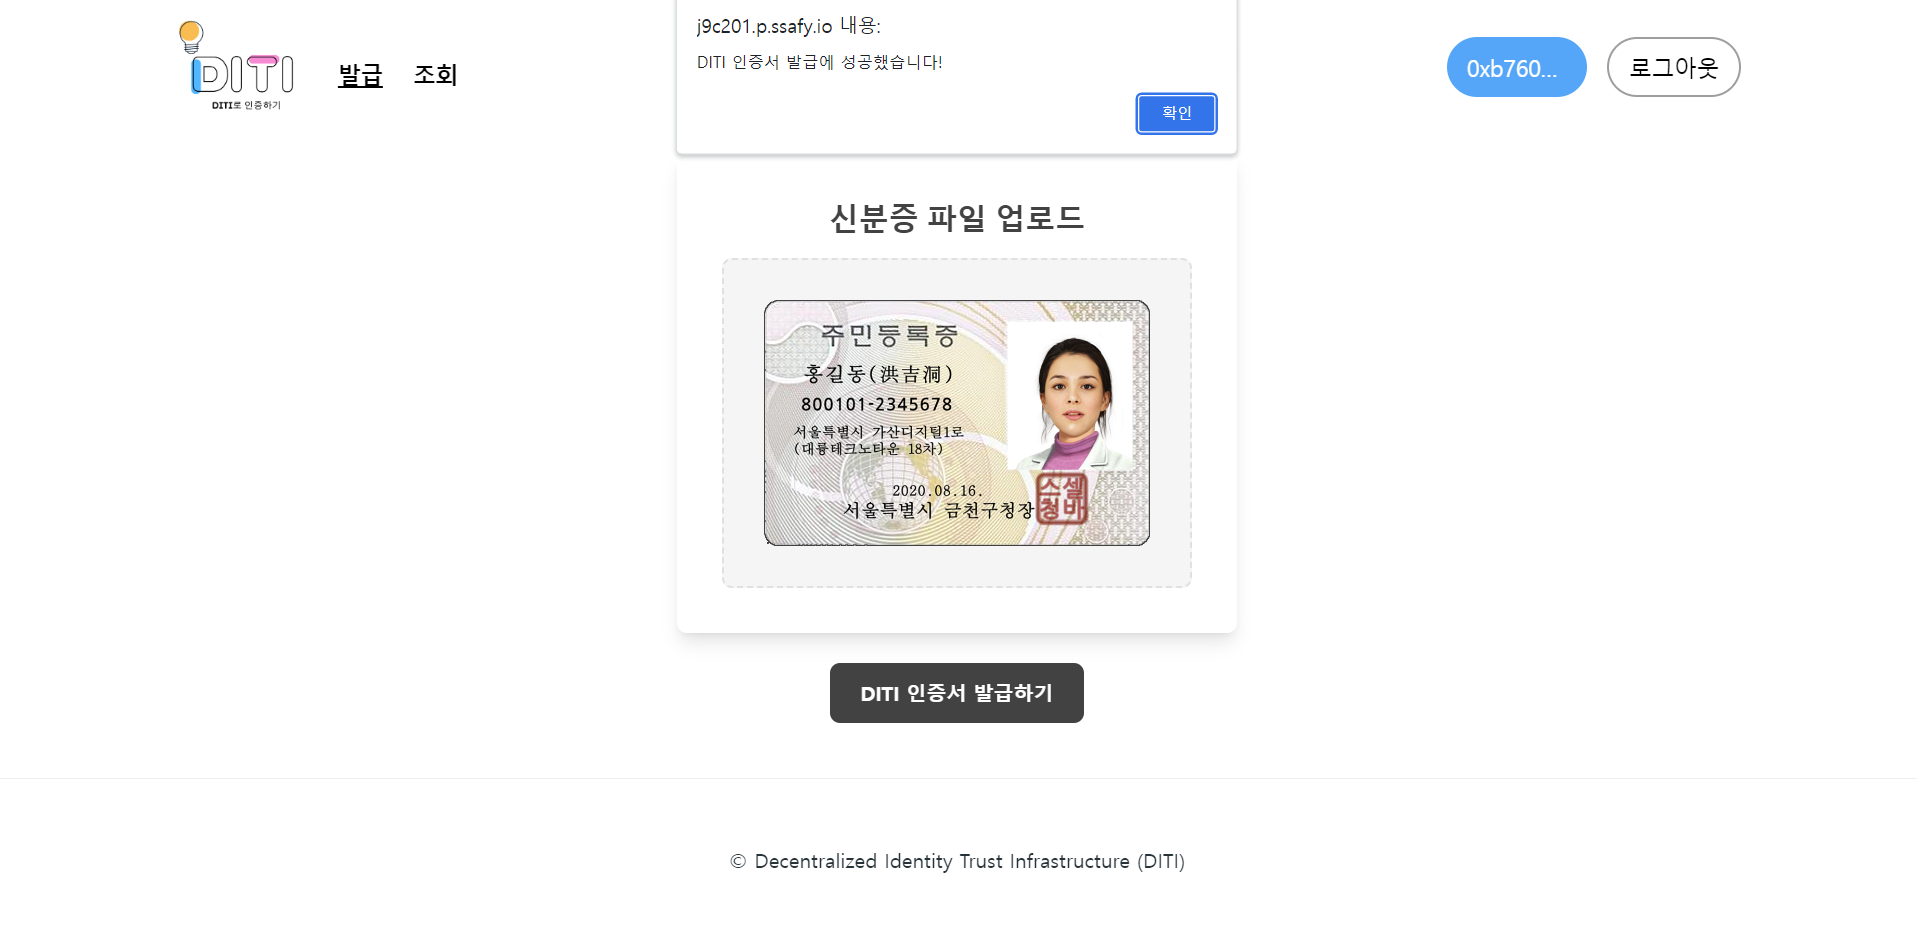 DITI
DITI로 인증하기
발급
조회
j9c201.p.ssafy.io 내용:
DITI 인증서 발급에 성공했습니다!
확인
0xb760...
로그아웃
신분증 파일 업로드
주민등록증
홍길동(洪吉洞)
800101-2345678
서울특별시 가산디지털1로
(대륭테크노타운 18차)
2020.08.16.
서울특별시 금천구청장
스셀
청바
DITI 인증서 발급하기
© Decentralized Identity Trust Infrastructure (DITI)